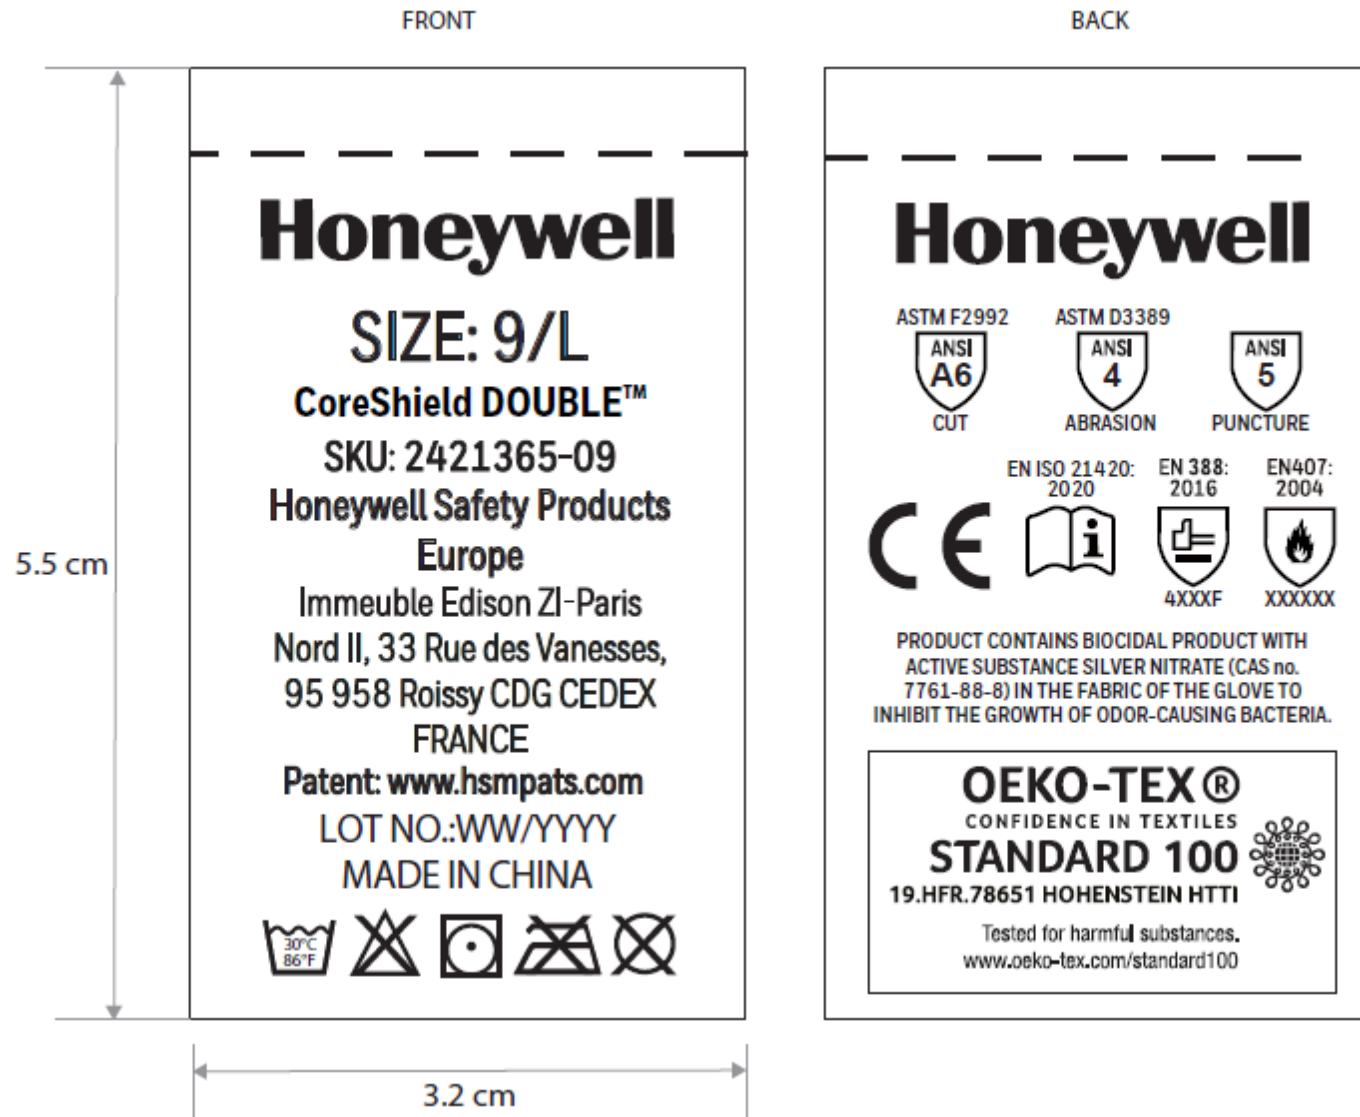 FRONT
Honeywell
SIZE: 9/L
CoreShield DOUBLE™
SKU: 2421365-09
Honeywell Safety Products
Europe
Immeuble Edison ZI-Paris
Nord II, 33 Rue des Vanesses,
95 958 Roissy CDG CEDEX
FRANCE
Patent: www.hsmpats.com
LOT NO.:WW/YYYY
MADE IN CHINA
30°C
86°F
5.5 cm
3.2 cm
BACK
Honeywell
ASTM F2992
ANSI
A6
CUT
ASTM D3389
ANSI
4
ABRASION
ANSI
5
PUNCTURE
CE
EN ISO 21420:
2020
i
EN 388:
2016
4XXXF
EN407:
2004
XXXXXX
PRODUCT CONTAINS BIOCIDAL PRODUCT WITH
ACTIVE SUBSTANCE SILVER NITRATE (CAS no.
7761-88-8) IN THE FABRIC OF THE GLOVE TO
INHIBIT THE GROWTH OF ODOR-CAUSING BACTERIA.
OEKO-TEX®
CONFIDENCE IN TEXTILES
STANDARD 100
19.HFR.78651 HOHENSTEIN HTTI
Tested for harmful substances.
www.oeko-tex.com/standard100